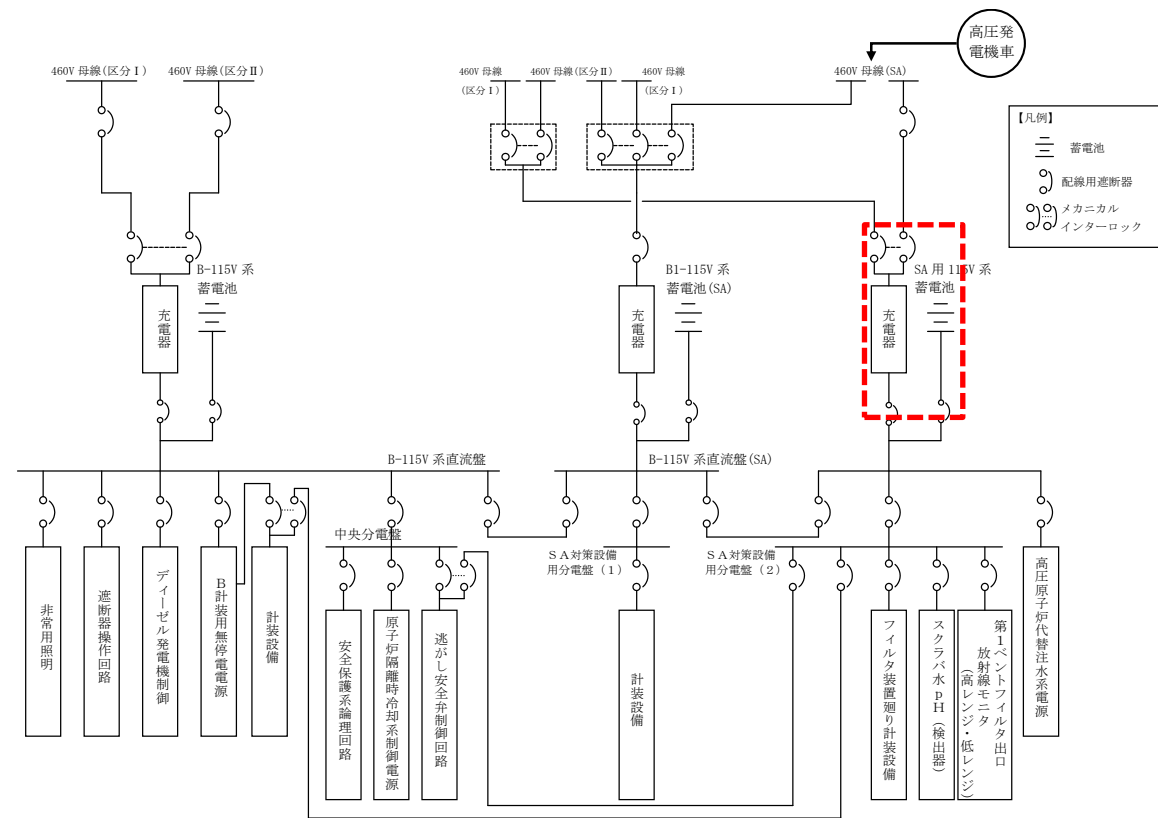 高圧発
電機車
460V 母線(区分Ⅰ)
460V 母線(区分Ⅱ)
460V 母線
(区分Ⅰ)
460V 母線(区分Ⅱ)
460V 母線
(区分Ⅰ)
460V 母線(SA)
【凡例】
蓄電池
配線用遮断器
メカニカル
インターロック
B-115V 系
蓄電池
充電器
B1-115V 系
蓄電池(SA)
充電器
SA 用 115V 系
蓄電池
充電器
B-115V 系直流盤
B-115V 系直流盤(SA)
中央分電盤
SA対策設備
用分電盤(1)
SA対策設備
用分電盤(2)
非常用照明
遮断器操作回路
ディーゼル発電機制御
B計装用無停電電源
計装設備
安全保護系論理回路
原子炉隔離時冷却系制御電源
逃がし安全弁制御回路
計装設備
フィルタ装置廻り計装設備
スクラバ水pH(検出器)
第1ベントフィルタ出口
放射線モニタ
(高レンジ・低レンジ)
高圧原子炉代替注水系電源